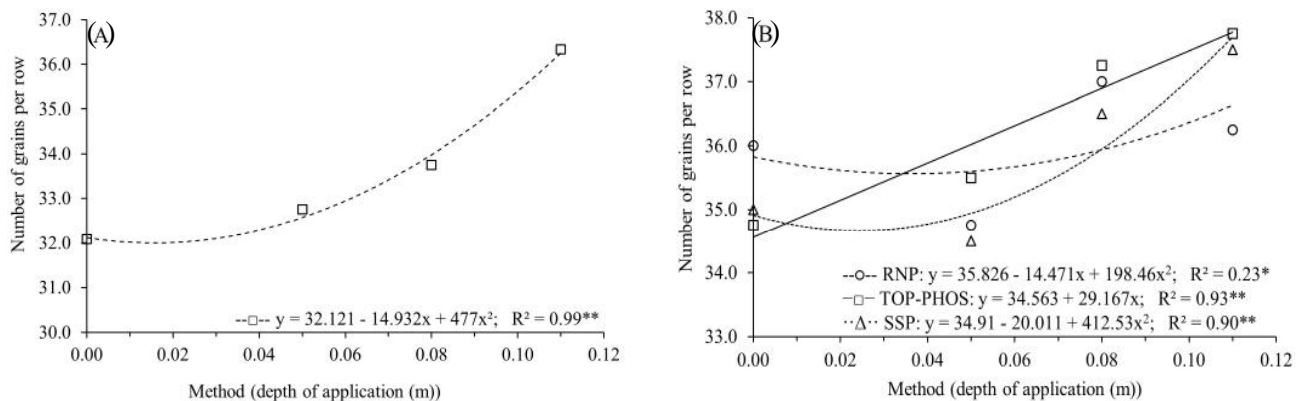 (A)
Number of grains per row
37.0
36.0
35.0
34.0
33.0
32.0
31.0
30.0
0.00 0.02 0.04 0.06 0.08 0.10 0.12
y = 32.121 - 14.932x + 477x²; R² = 0.99**
Method (depth of application (m))
(B)
Number of grains per row
38.0
37.0
36.0
35.0
34.0
33.0
RNP: y = 35.826 - 14.471x + 198.46x²; R² = 0.23*
TOP-PHOS: y = 34.563 + 29.167x; R² = 0.93**
SSP: y = 34.91 - 20.011 + 412.53x²; R² = 0.90**
0.00 0.02 0.04 0.06 0.08 0.10 0.12
Method (depth of application (m))